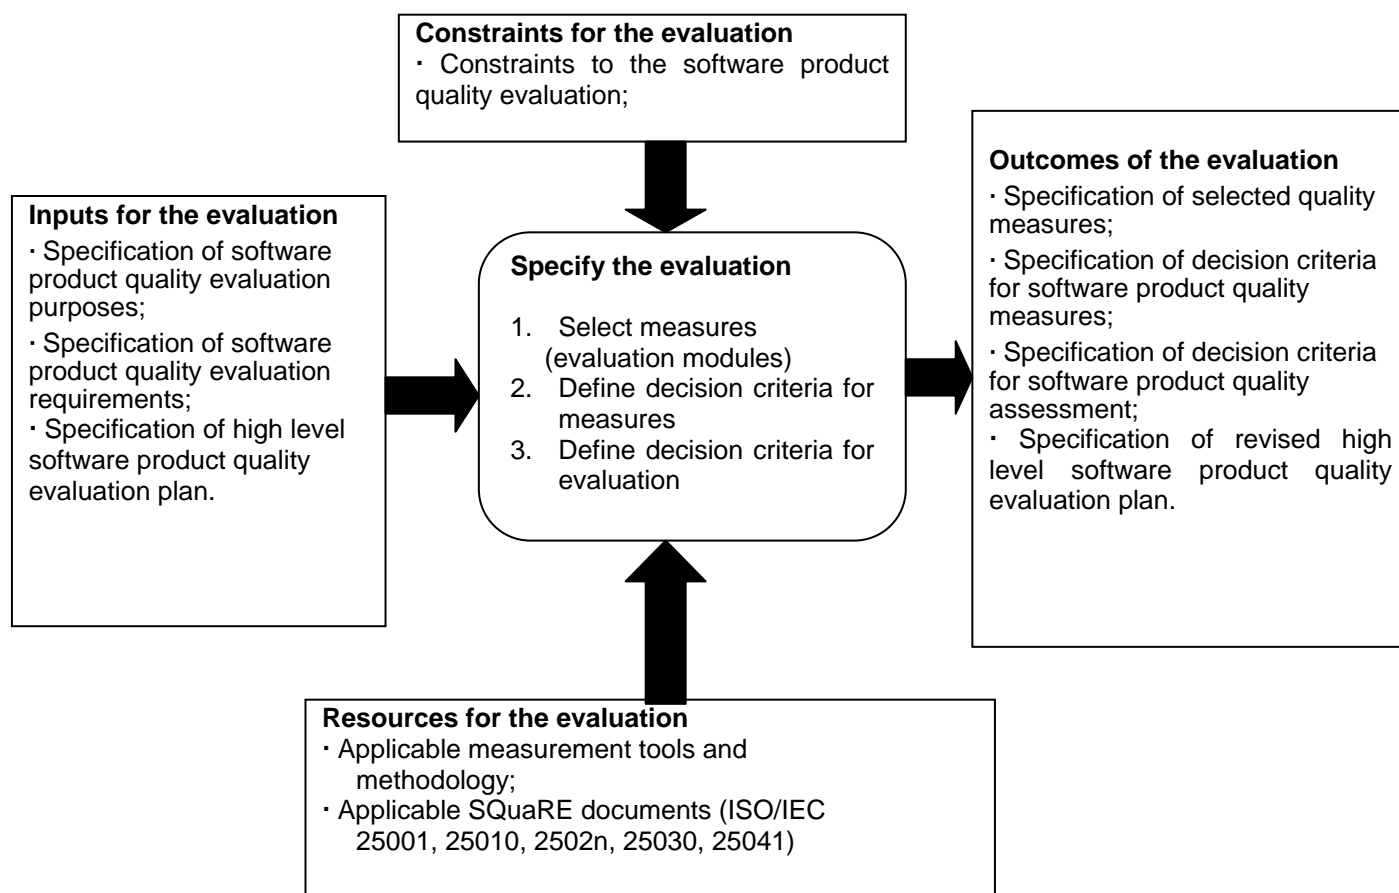 Constraints for the evaluation
· Constraints to the software product
quality evaluation;
Inputs for the evaluation
· Specification of software
product quality evaluation
purposes;
· Specification of software
product quality evaluation
requirements;
· Specification of high level
software product quality
evaluation plan.
Specify the evaluation
1. Select measures
(evaluation modules)
2. Define decision criteria for
measures
3. Define decision criteria for
evaluation
Outcomes of the evaluation
· Specification of selected quality
measures;
· Specification of decision criteria
for software product quality
measures;
· Specification of decision criteria
for software product quality
assessment;
· Specification of revised high
level software product quality
evaluation plan.
Resources for the evaluation
· Applicable measurement tools and
methodology;
· Applicable SQuaRE documents (ISO/IEC
25001, 25010, 2502n, 25030, 25041)